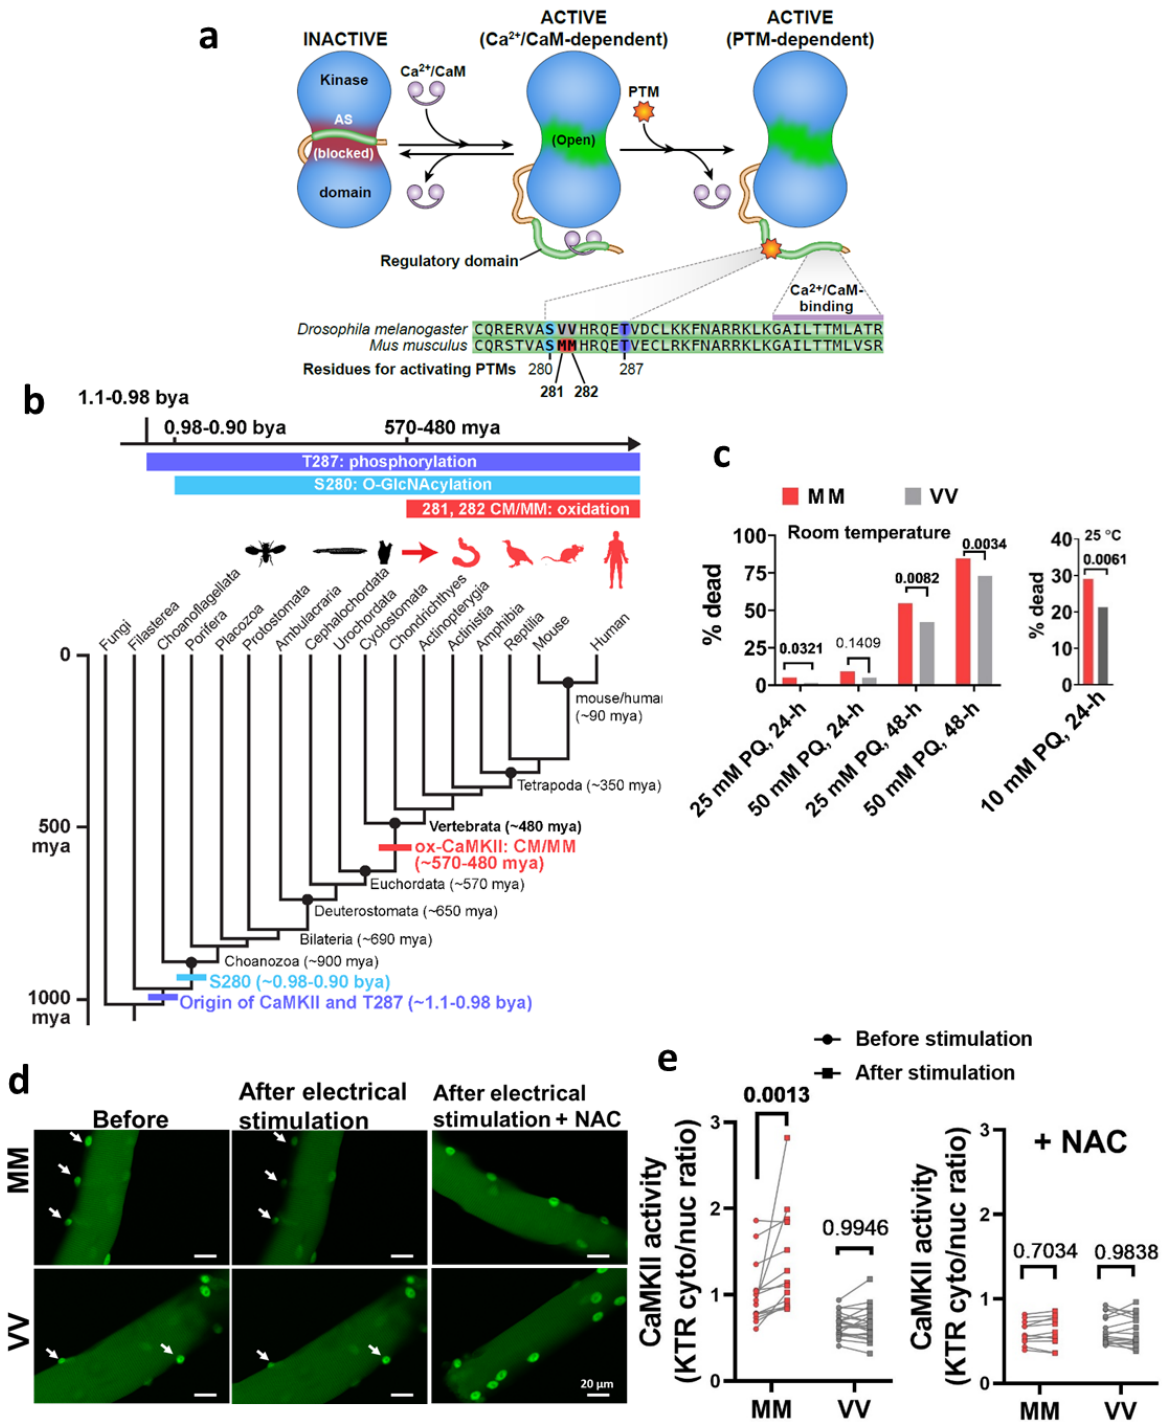 a
INACTIVE
ACTIVE
(Ca2+/CaM-dependent)
ACTIVE
(PTM-dependent)
Kinase
Ca2+/CaM
PTM
AS
(blocked)
(Open)
domain
Regulatory domain
Ca2+/CaM-
binding
Drosophila melanogaster CQRERVASVVHRQETVDCLKKFNARRKLKGAILTTMLATR
Mus musculus CQRSTVASMMHRQETVECLKKFNARRKLKGAILTTMLVSR
Residues for activating PTMs 280 287
281 282
b
1.1-0.98 bya
0.98-0.90 bya 570-480 mya
T287: phosphorylation
S280: O-GlcNAcylation
281, 282 CM/MM: oxidation
Fungi
Filasterea
Choanoflagellata
Porifera
Placozoa
Protostomata
Ambulacraria
Cephalochordata
Urochordata
Cyclostomata
Chondrichthyes
Actinopterygia
Actinistia
Amphibia
Reptilia
Mouse
Human
0
mouse/human
(~90 mya)
Tetrapoda (~350 mya)
500
mya
Vertebrata (~480 mya)
ox-CaMKII: CM/MM
(~570-480 mya)
Euchordata (~570 mya)
Deuterostomata (~650 mya)
Bilateria (~690 mya)
Choanozoa (~900 mya)
S280 (~0.98-0.90 bya)
1000
mya
Origin of CaMKII and T287 (~1.1-0.98 bya)
c
MM VV
Room temperature
% dead
100
75
50
25
0
0.0321
0.1409
0.0082
0.0034
25 mM PQ, 24-h
50 mM PQ, 24-h
25 mM PQ, 48-h
50 mM PQ, 48-h
25 °C
% dead
40
30
20
10
0
0.0061
10 mM PQ, 24-h
d
Before
After electrical
stimulation
After electrical
stimulation + NAC
MM
VV
20 μm
e
Before stimulation
After stimulation
CaMKII activity
(KTR cyto/nuc ratio)
3
2
1
0
0.0013
0.9946
MM VV
CaMKII activity
(KTR cyto/nuc ratio)
3
2
1
0
+ NAC
0.7034 0.9838
MM VV